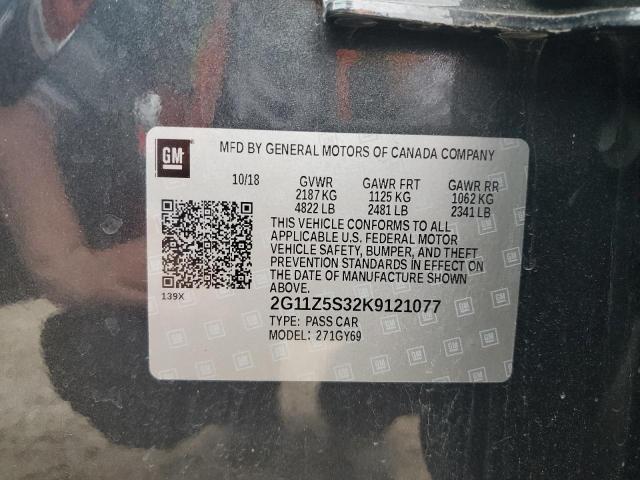 GM
MFD BY GENERAL MOTORS OF CANADA COMPANY
10/18 GVWR GAWR FRT GAWR RR
2187 KG 1125 KG 1062 KG
4822 LB 2481 LB 2341 LB
THIS VEHICLE CONFORMS TO ALL
APPLICABLE U.S. FEDERAL MOTOR
VEHICLE SAFETY, BUMPER, AND THEFT
PREVENTION STANDARDS IN EFFECT ON
THE DATE OF MANUFACTURE SHOWN
ABOVE.
139X
2G11Z5S32K9121077
TYPE: PASS CAR
MODEL: 271GY69